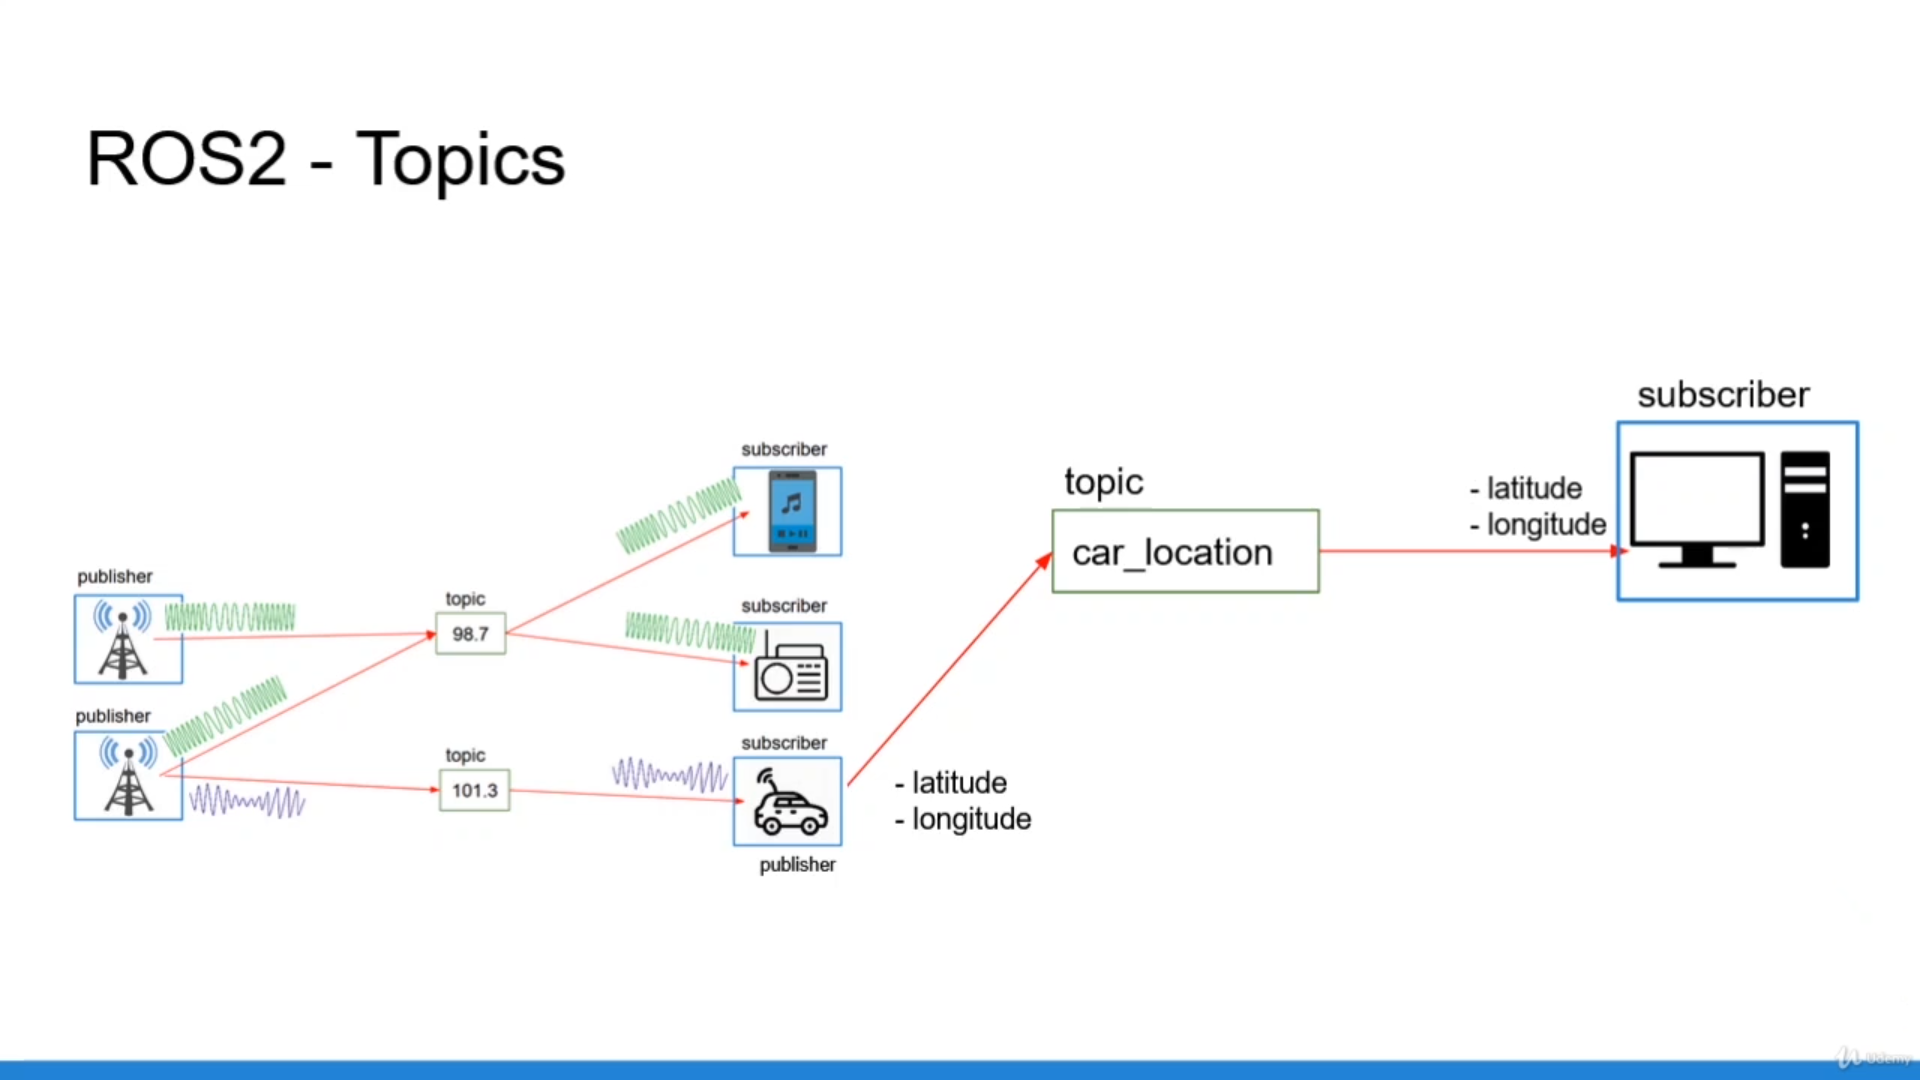 ROS2 - Topics
publisher
publisher
topic
98.7
topic
101.3
subscriber
subscriber
subscriber
publisher
- latitude
- longitude
topic
car_location
- latitude
- longitude
subscriber
Udemy